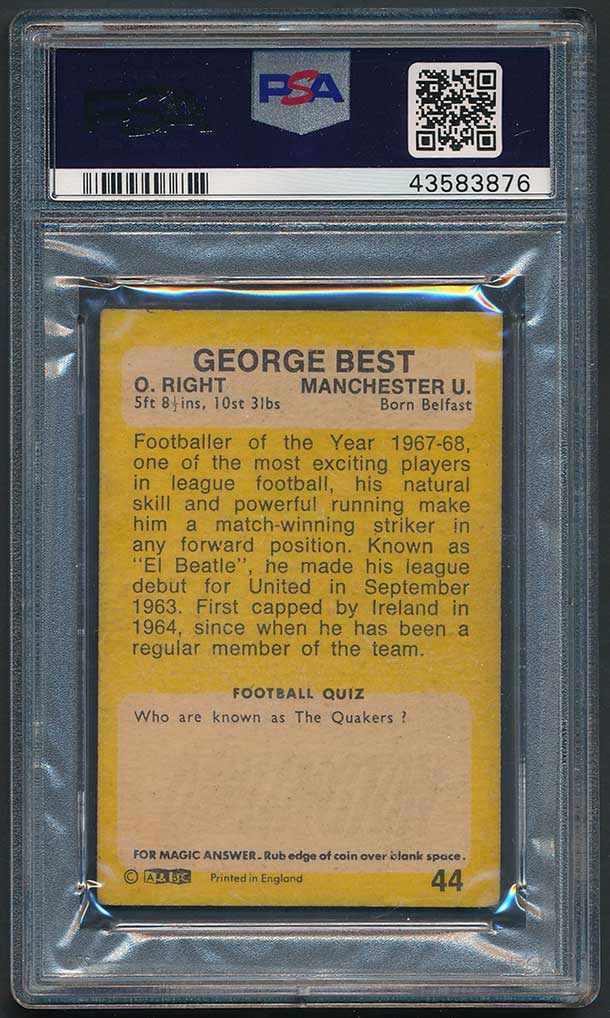 PSA
PSA
43583876
GEORGE BEST
O. RIGHT MANCHESTER U.
5ft 8½ins, 10st 3lbs Born Belfast
Footballer of the Year 1967-68,
one of the most exciting players
in league football, his natural
skill and powerful running make
him a match-winning striker in
any forward position. Known as
"El Beatle", he made his league
debut for United in September
1963. First capped by Ireland in
1964, since when he has been a
regular member of the team.
FOOTBALL QUIZ
Who are known as The Quakers ?
FOR MAGIC ANSWER - Rub edge of coin over blank space.
© A&BC Printed in England 44